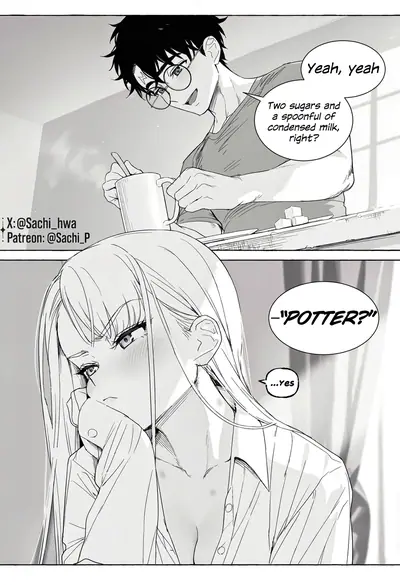 Yeah, yeah
Two sugars and
a spoonful of
condensed milk,
right?
X:@Sachi_hwa
Patreon: @Sachi_P
–"POTTER?"
...yes